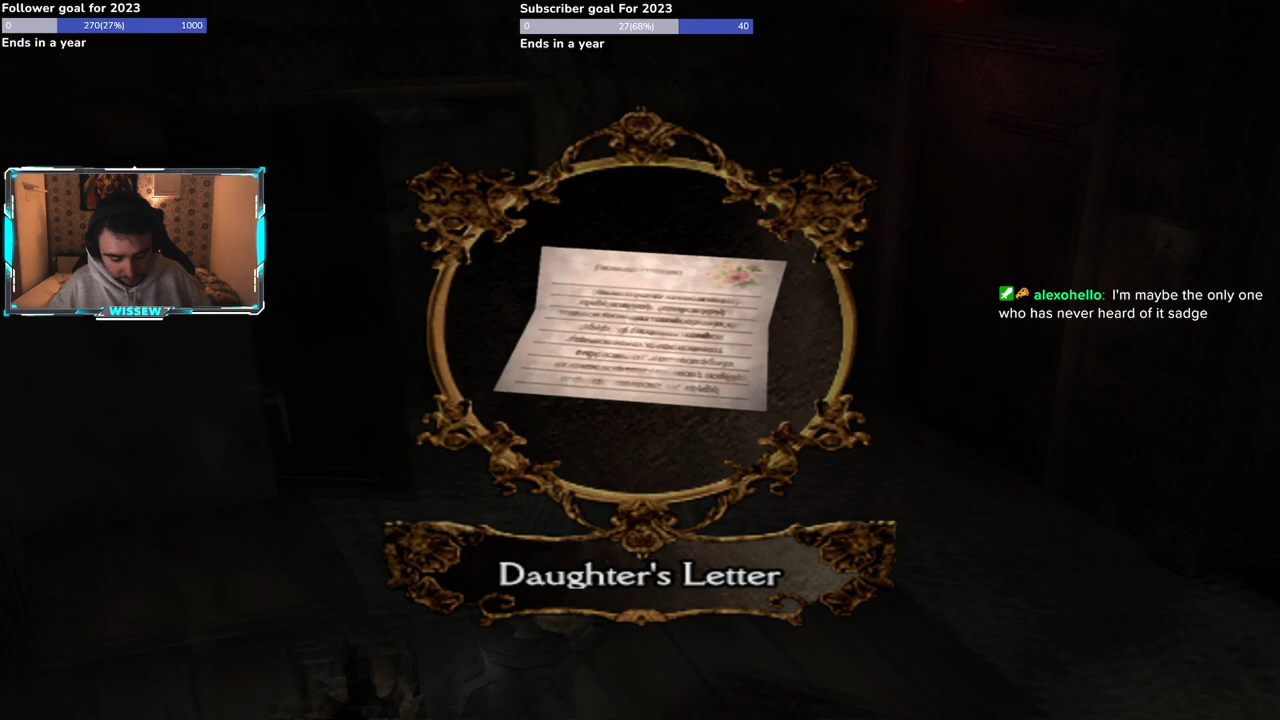 Follower goal for 2023
0 270(27%) 1000
Ends in a year
Subscriber goal For 2023
0 27(68%) 40
Ends in a year
WISSEW
alexohello: I'm maybe the only one
who has never heard of it sadge
Daughter's Letter